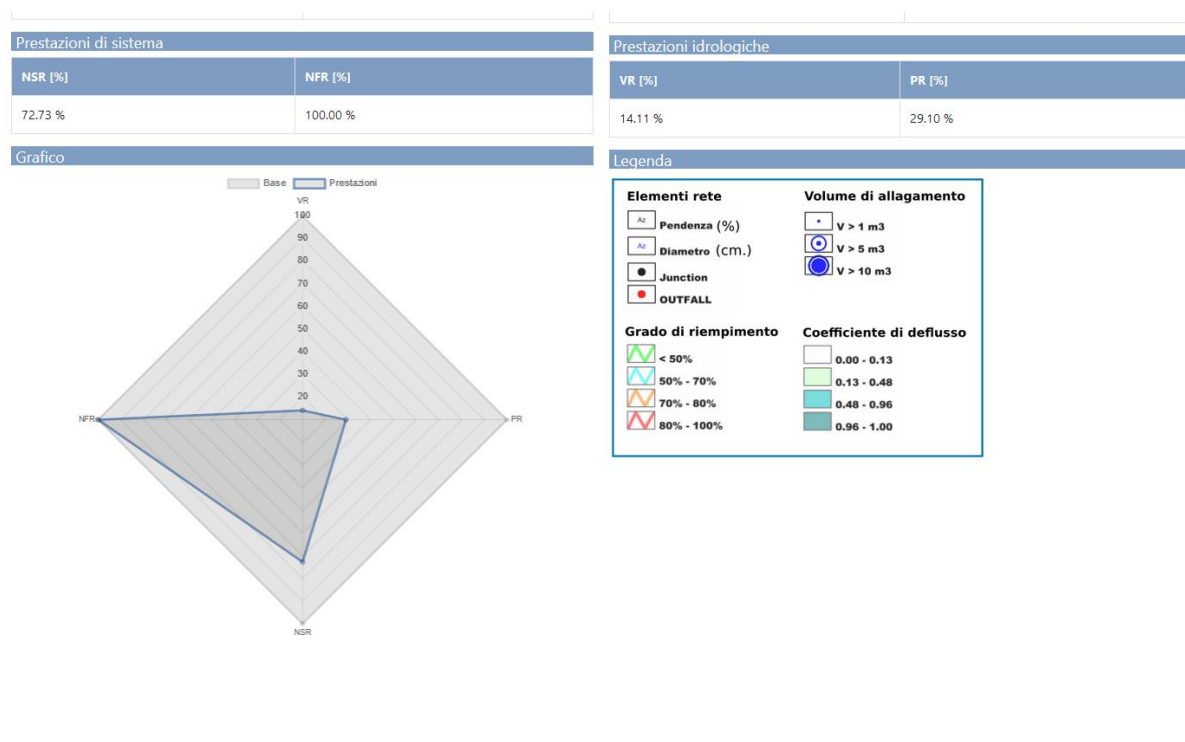 Prestazioni di sistema
NSR [%] NFR [%]
72.73 % 100.00 %
Grafico
Base Prestazioni
VR
100
90
80
70
60
50
40
30
20
NFR
PR
NSR
Prestazioni idrologiche
VR [%] PR [%]
14.11 % 29.10 %
Legenda
Elementi rete
Az Pendenza (%)
Az Diametro (cm.)
Junction
OUTFALL
Volume di allagamento
V > 1 m3
V > 5 m3
V > 10 m3
Grado di riempimento
< 50%
50% - 70%
70% - 80%
80% - 100%
Coefficiente di deflusso
0.00 - 0.13
0.13 - 0.48
0.48 - 0.96
0.96 - 1.00